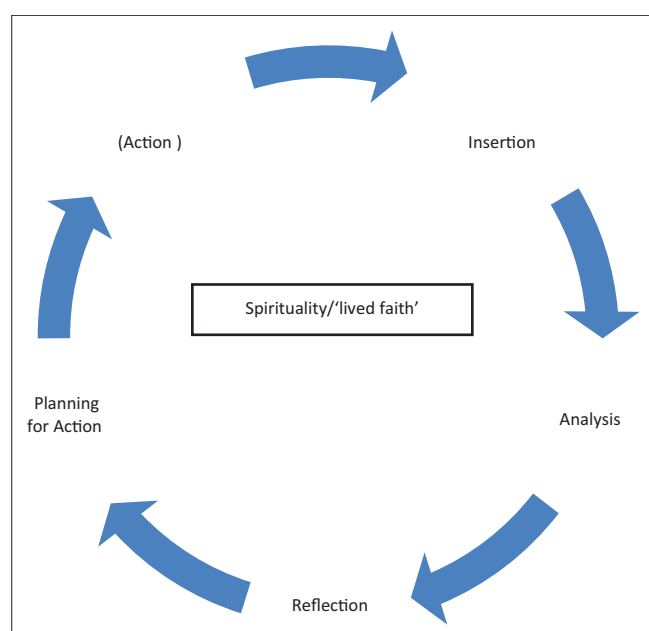 (Action )
Insertion
Spirituality/‘lived faith’
Planning
for Action
Analysis
Reflection